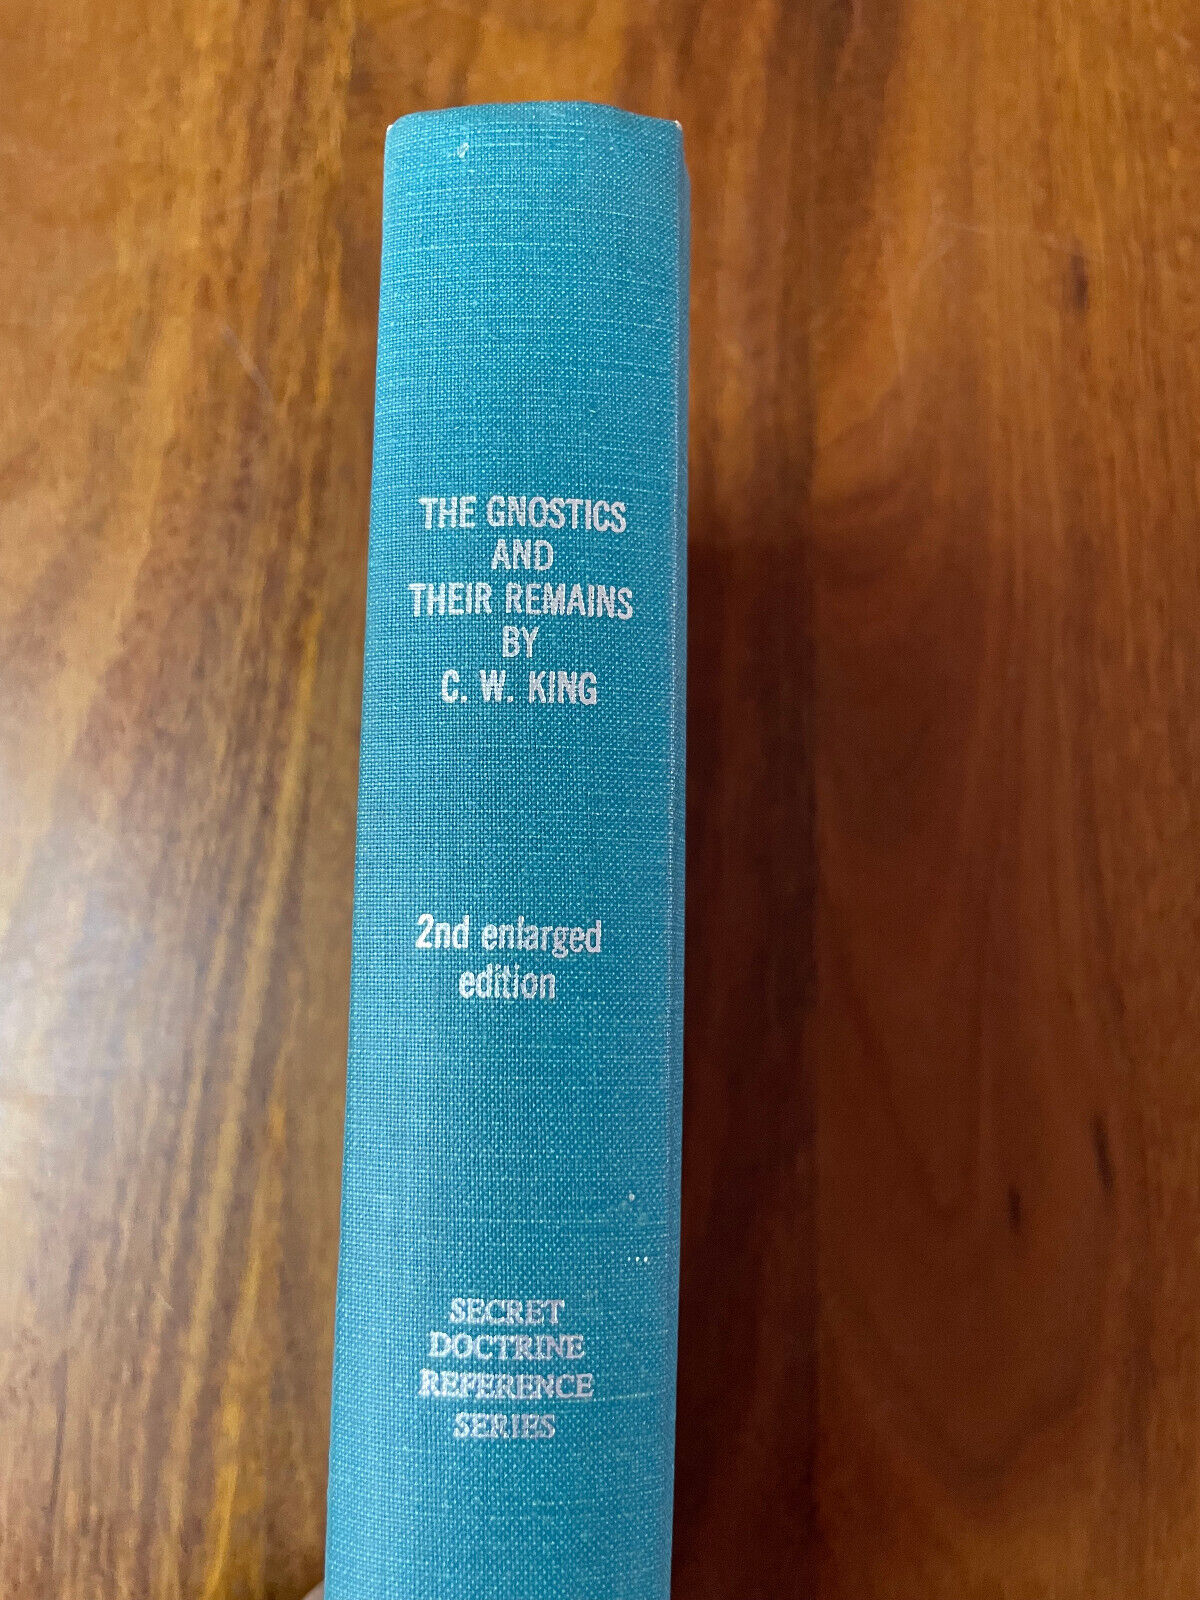 THE GNOSTICS
AND
THEIR REMAINS
BY
C. W. KING
2nd enlarged
edition
SECRET
DOCTRINE
REFERENCE
SERIES